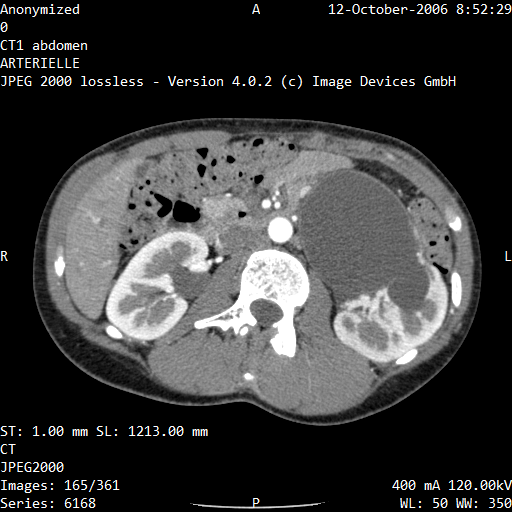 Anonymized A 12-October-2006 8:52:29
0
CT1 abdomen
ARTERIELLE
JPEG 2000 lossless - Version 4.0.2 (c) Image Devices GmbH
R L
ST: 1.00 mm SL: 1213.00 mm
CT
JPEG2000
Images: 165/361 400 mA 120.00kV
Series: 6168 P WL: 50 WW: 350